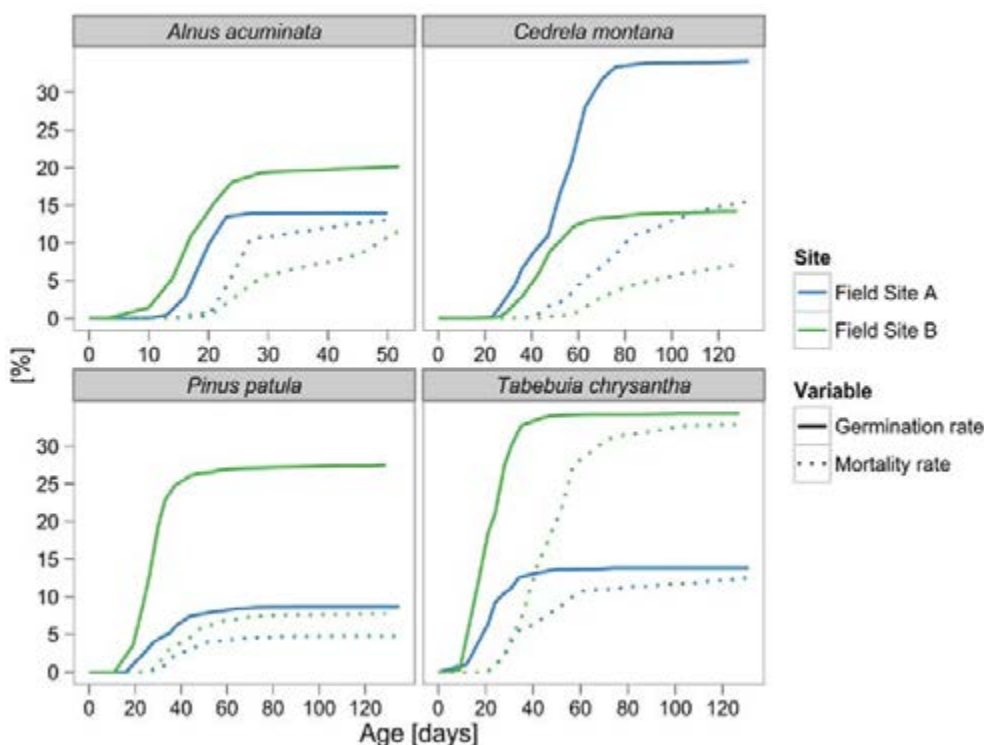 Alnus acuminata
Cedrela montana
30
25
20
15
10
5
0
0 10 20 30 40 50
0 20 40 60 80 100 120
[%]
Pinus patula
Tabebuia chrysantha
30
25
20
15
10
5
0
0 20 40 60 80 100 120
0 20 40 60 80 100 120
Age [days]
Site
Field Site A
Field Site B
Variable
Germination rate
Mortality rate